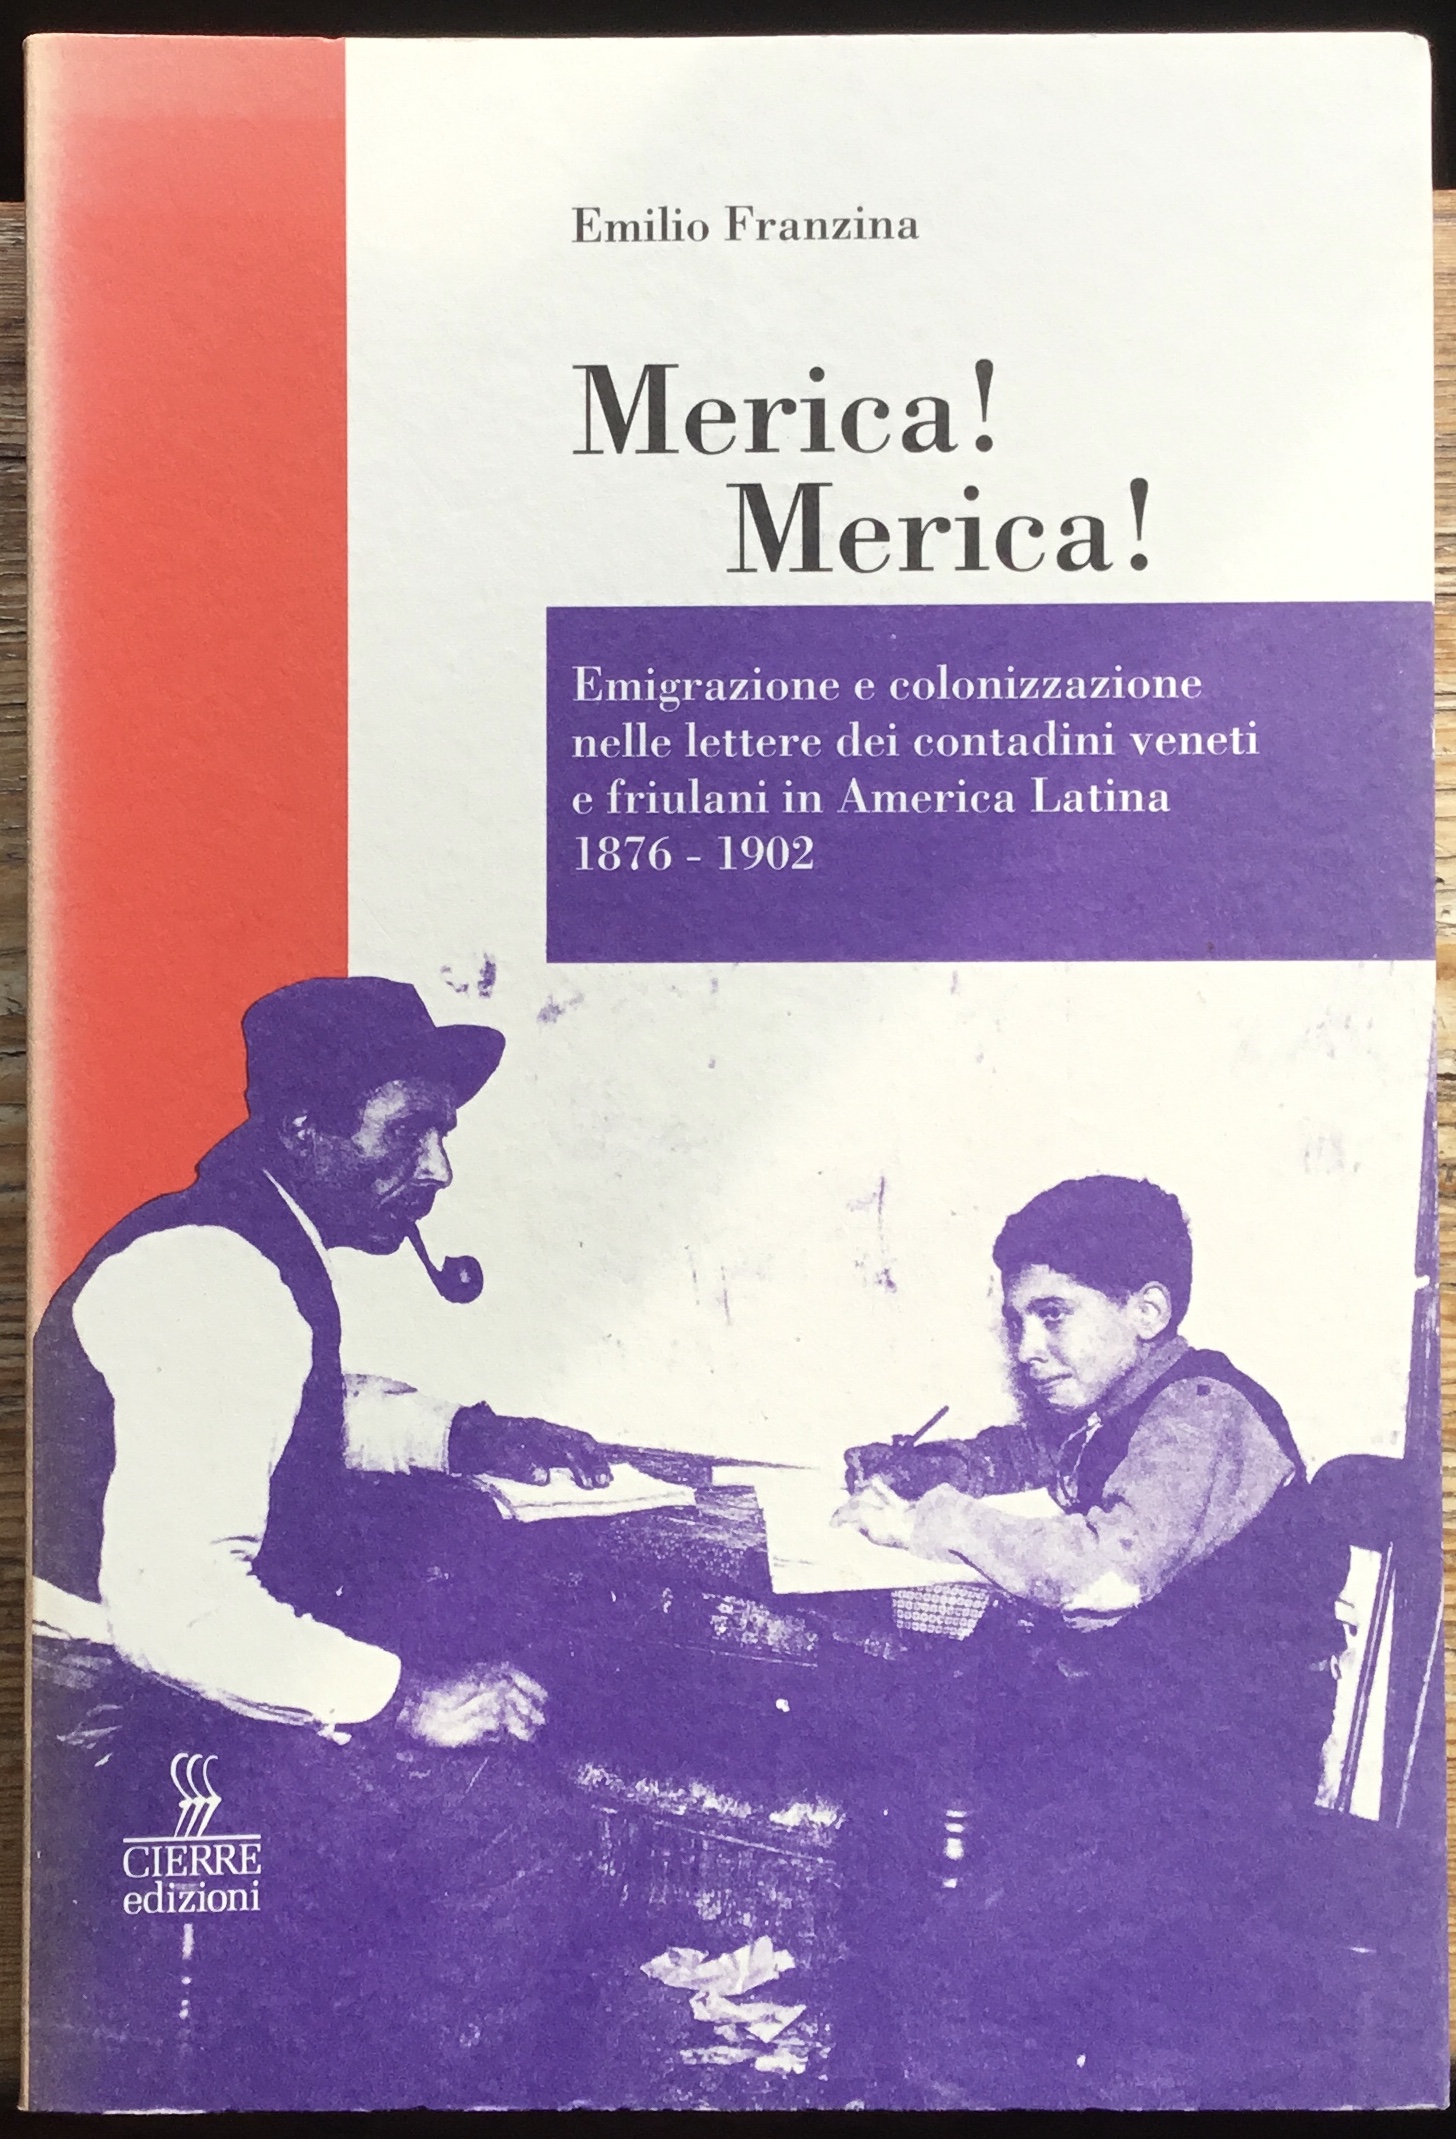 Emilio Franzina
Merica!
Merica!
Emigrazione e colonizzazione
nelle lettere dei contadini veneti
e friulani in America Latina
1876 - 1902
CIERRE
edizioni